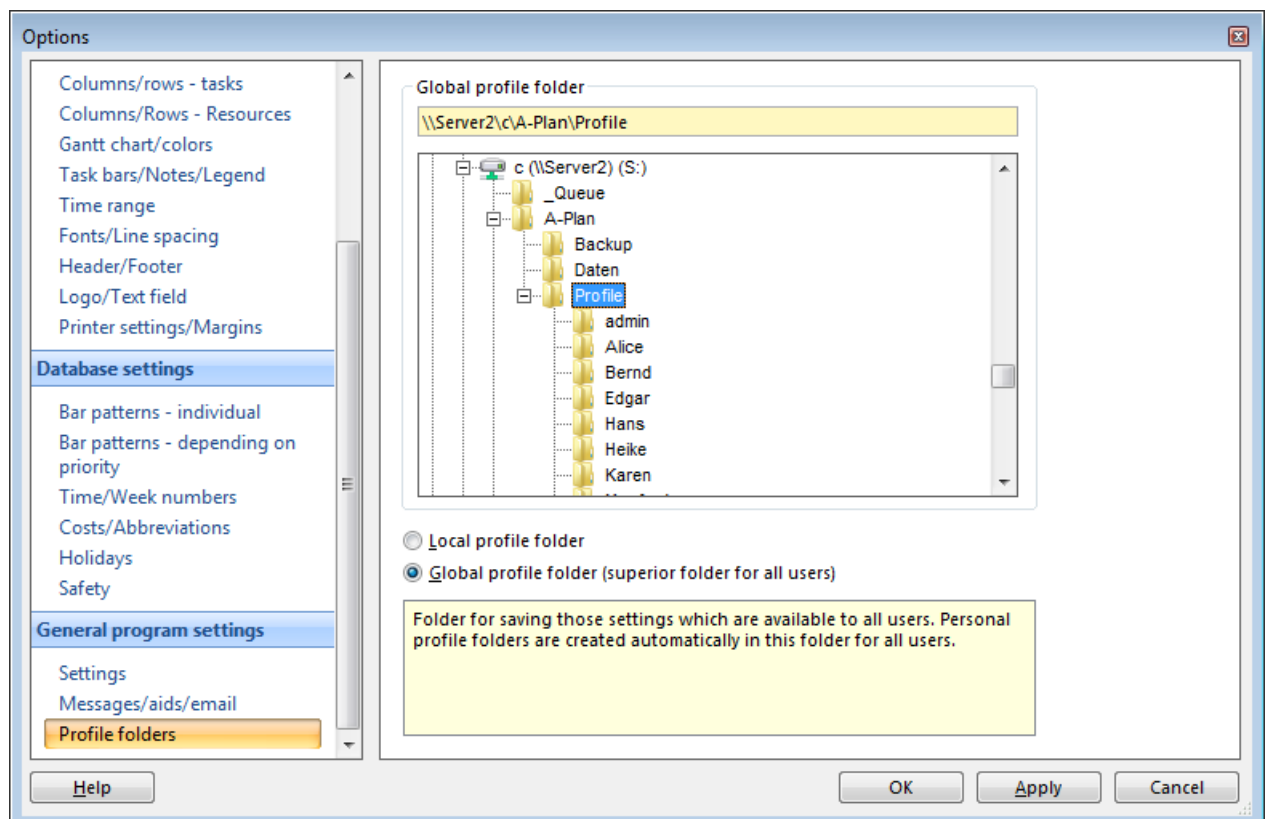 Options
Columns/rows - tasks
Columns/Rows - Resources
Gantt chart/colors
Task bars/Notes/Legend
Time range
Fonts/Line spacing
Header/Footer
Logo/Text field
Printer settings/Margins
Database settings
Bar patterns - individual
Bar patterns - depending on
priority
Time/Week numbers
Costs/Abbreviations
Holidays
Safety
General program settings
Settings
Messages/aids/email
Profile folders
Global profile folder
\\Server2\c\A-Plan\Profile
c (\\Server2) (S:)
_Queue
A-Plan
Backup
Daten
Profile
admin
Alice
Bernd
Edgar
Hans
Heike
Karen
Local profile folder
Global profile folder (superior folder for all users)
Folder for saving those settings which are available to all users. Personal
profile folders are created automatically in this folder for all users.
Help
OK
Apply
Cancel